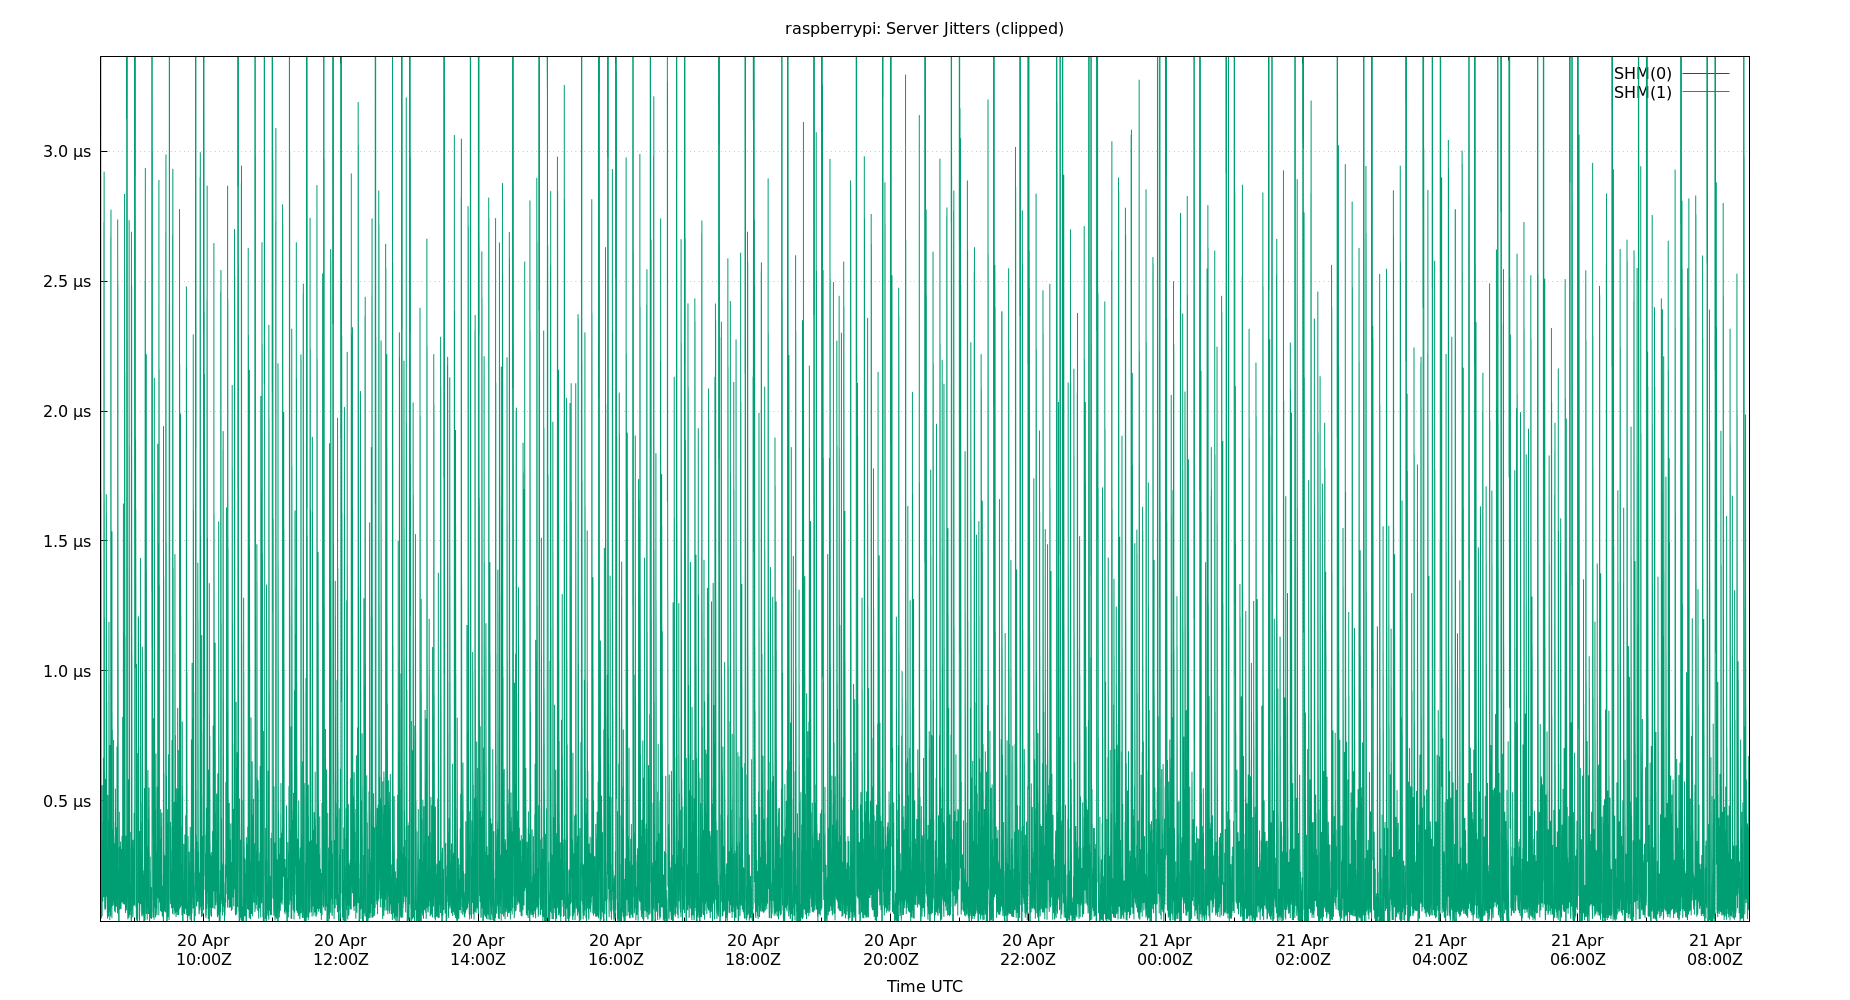 raspberrypi: Server Jitters (clipped)
SHM(0)
SHM(1)
3.0 µs
2.5 µs
2.0 µs
1.5 µs
1.0 µs
0.5 µs
20 Apr 20 Apr 20 Apr 20 Apr 20 Apr 20 Apr 20 Apr 21 Apr 21 Apr 21 Apr 21 Apr 21 Apr
10:00Z 12:00Z 14:00Z 16:00Z 18:00Z 20:00Z 22:00Z 00:00Z 02:00Z 04:00Z 06:00Z 08:00Z
Time UTC